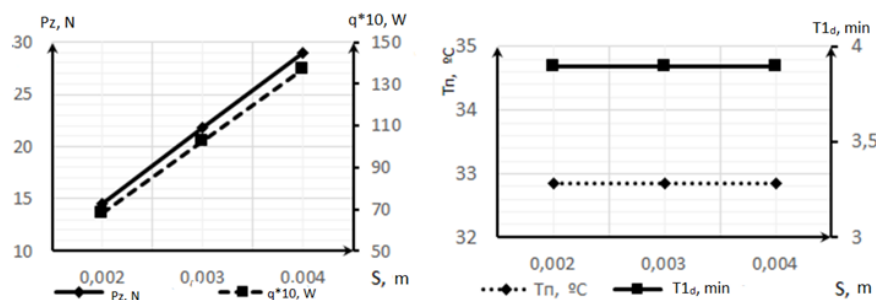 Pz, N
q*10, W
30
25
20
15
10
150
130
110
90
70
50
0,002
0,003
0.004
S, m
Pz, N
q*10, W
T1d, min
Tп, ºC
35
34
33
32
4
3,5
3
0,002
0,003
0,004
S, m
Tп, ºC
T1d, min